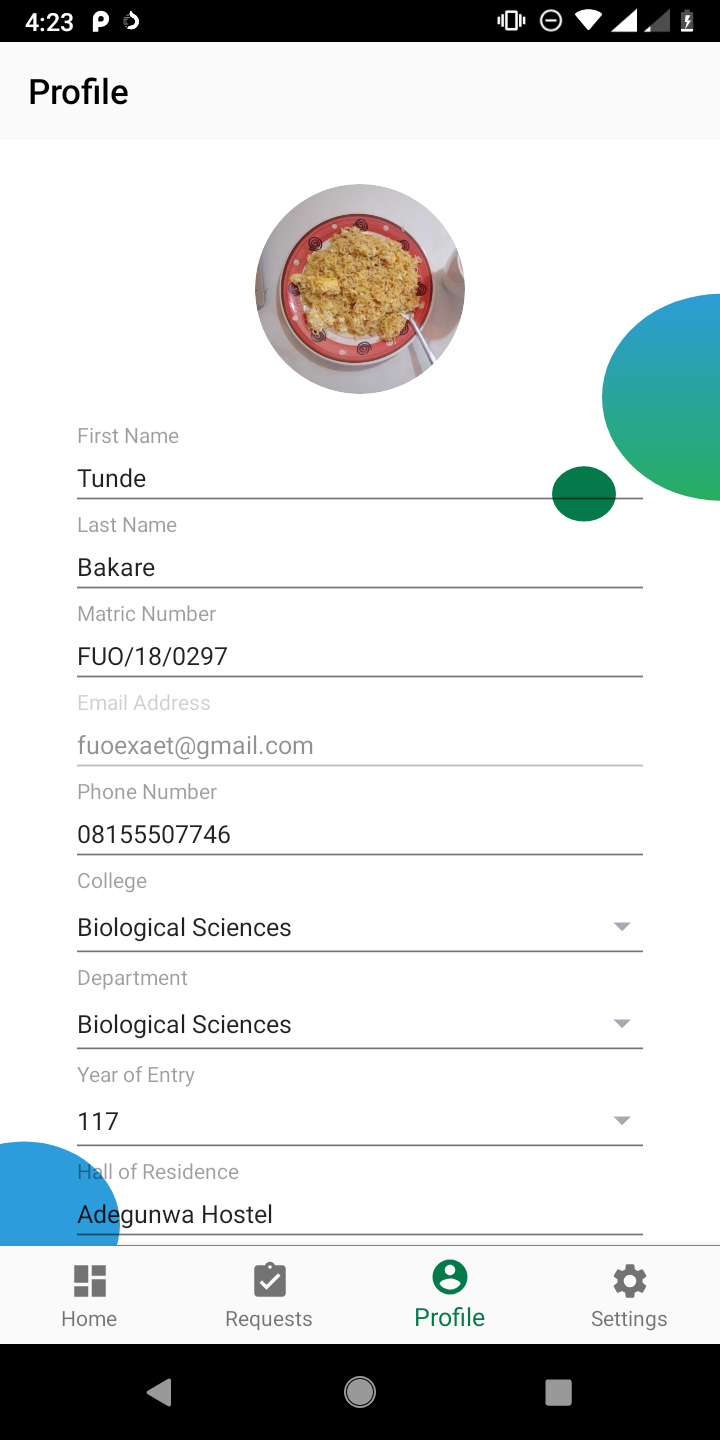 4:23
Profile
First Name
Tunde
Last Name
Bakare
Matric Number
FUO/18/0297
Email Address
fuoexaet@gmail.com
Phone Number
08155507746
College
Biological Sciences
Department
Biological Sciences
Year of Entry
117
Hall of Residence
Adegunwa Hostel
Home Requests Profile Settings